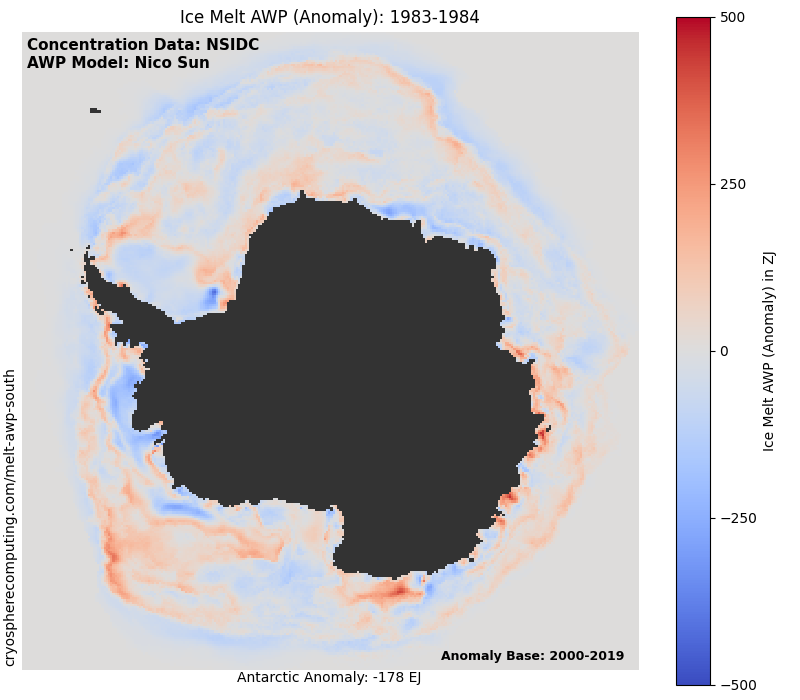 Ice Melt AWP (Anomaly): 1983-1984
Concentration Data: NSIDC
AWP Model: Nico Sun
cryospherecomputing.com/melt-awp-south
Anomaly Base: 2000-2019
Antarctic Anomaly: -178 EJ
500
250
0
−250
−500
Ice Melt AWP (Anomaly) in ZJ